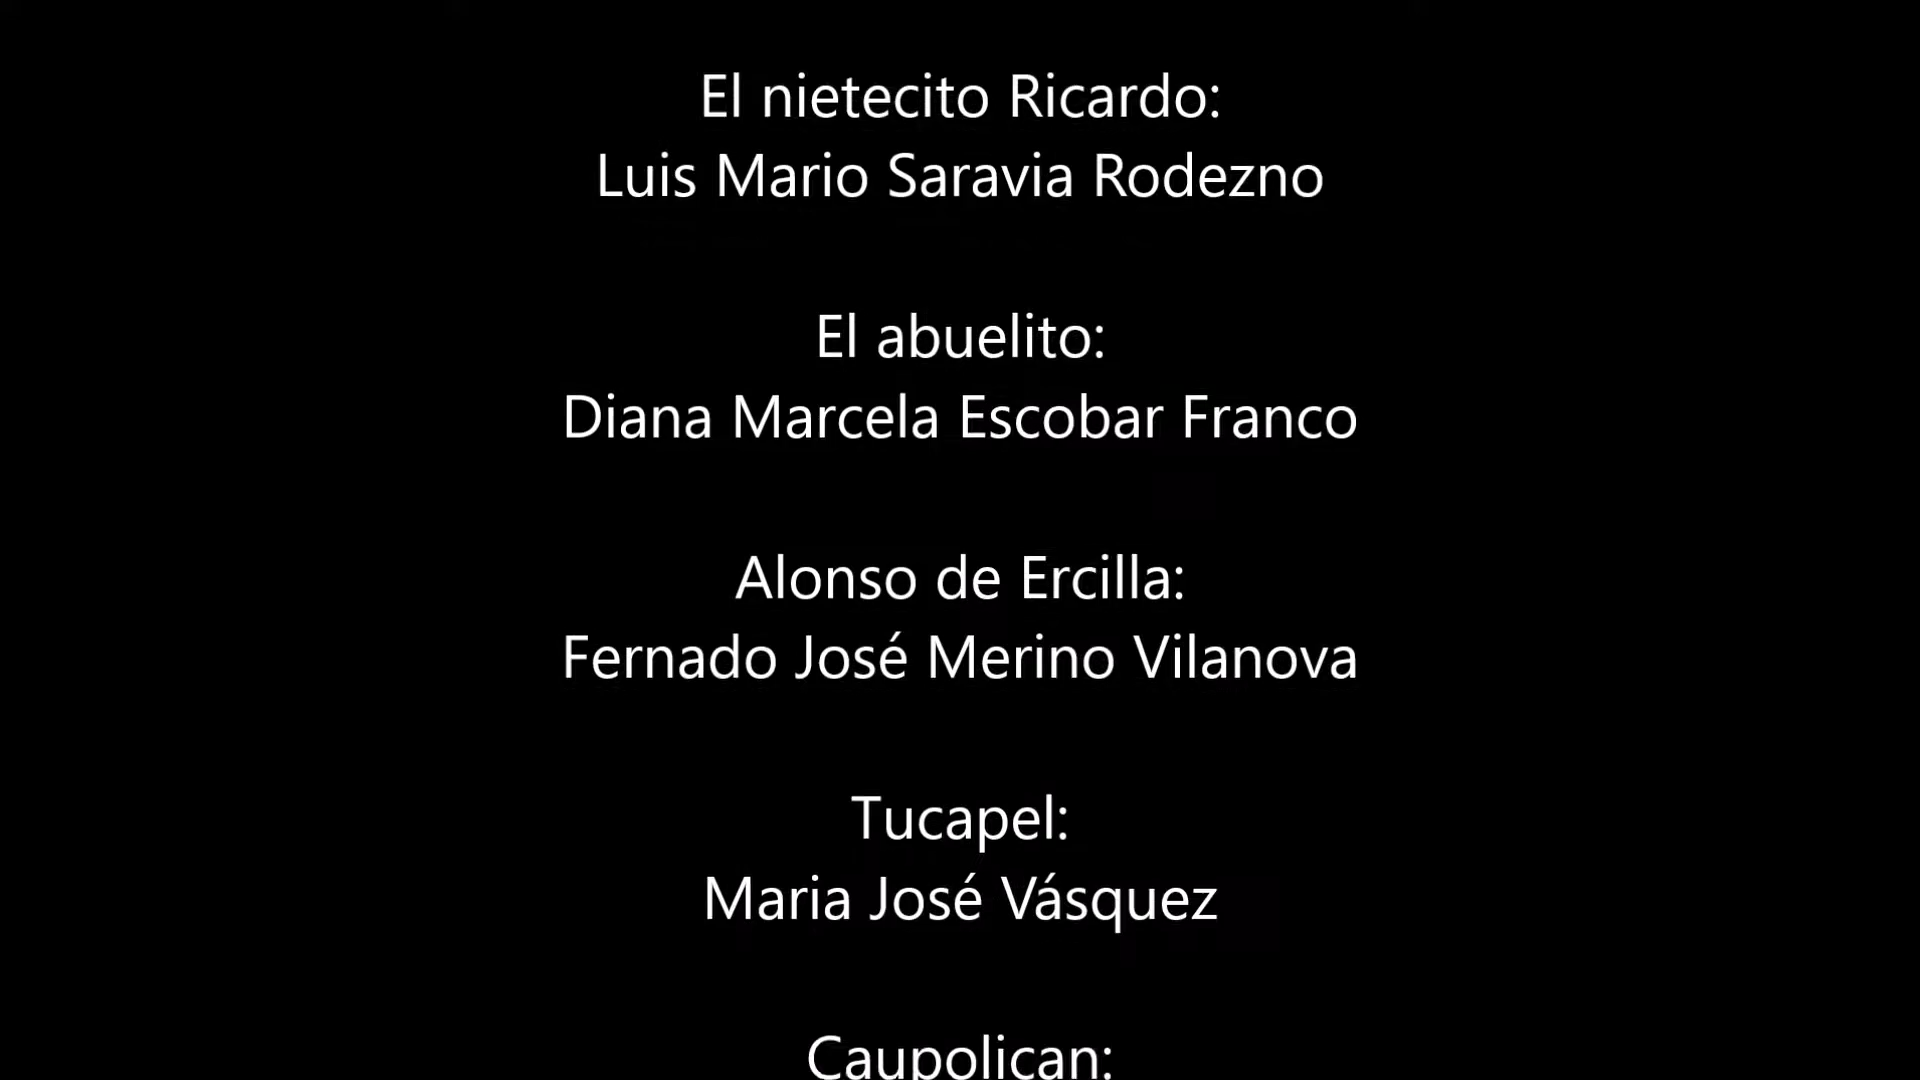 El nietecito Ricardo:
Luis Mario Saravia Rodezno
El abuelito:
Diana Marcela Escobar Franco
Alonso de Ercilla:
Fernado José Merino Vilanova
Tucapel:
Maria José Vásquez
Caupolican: